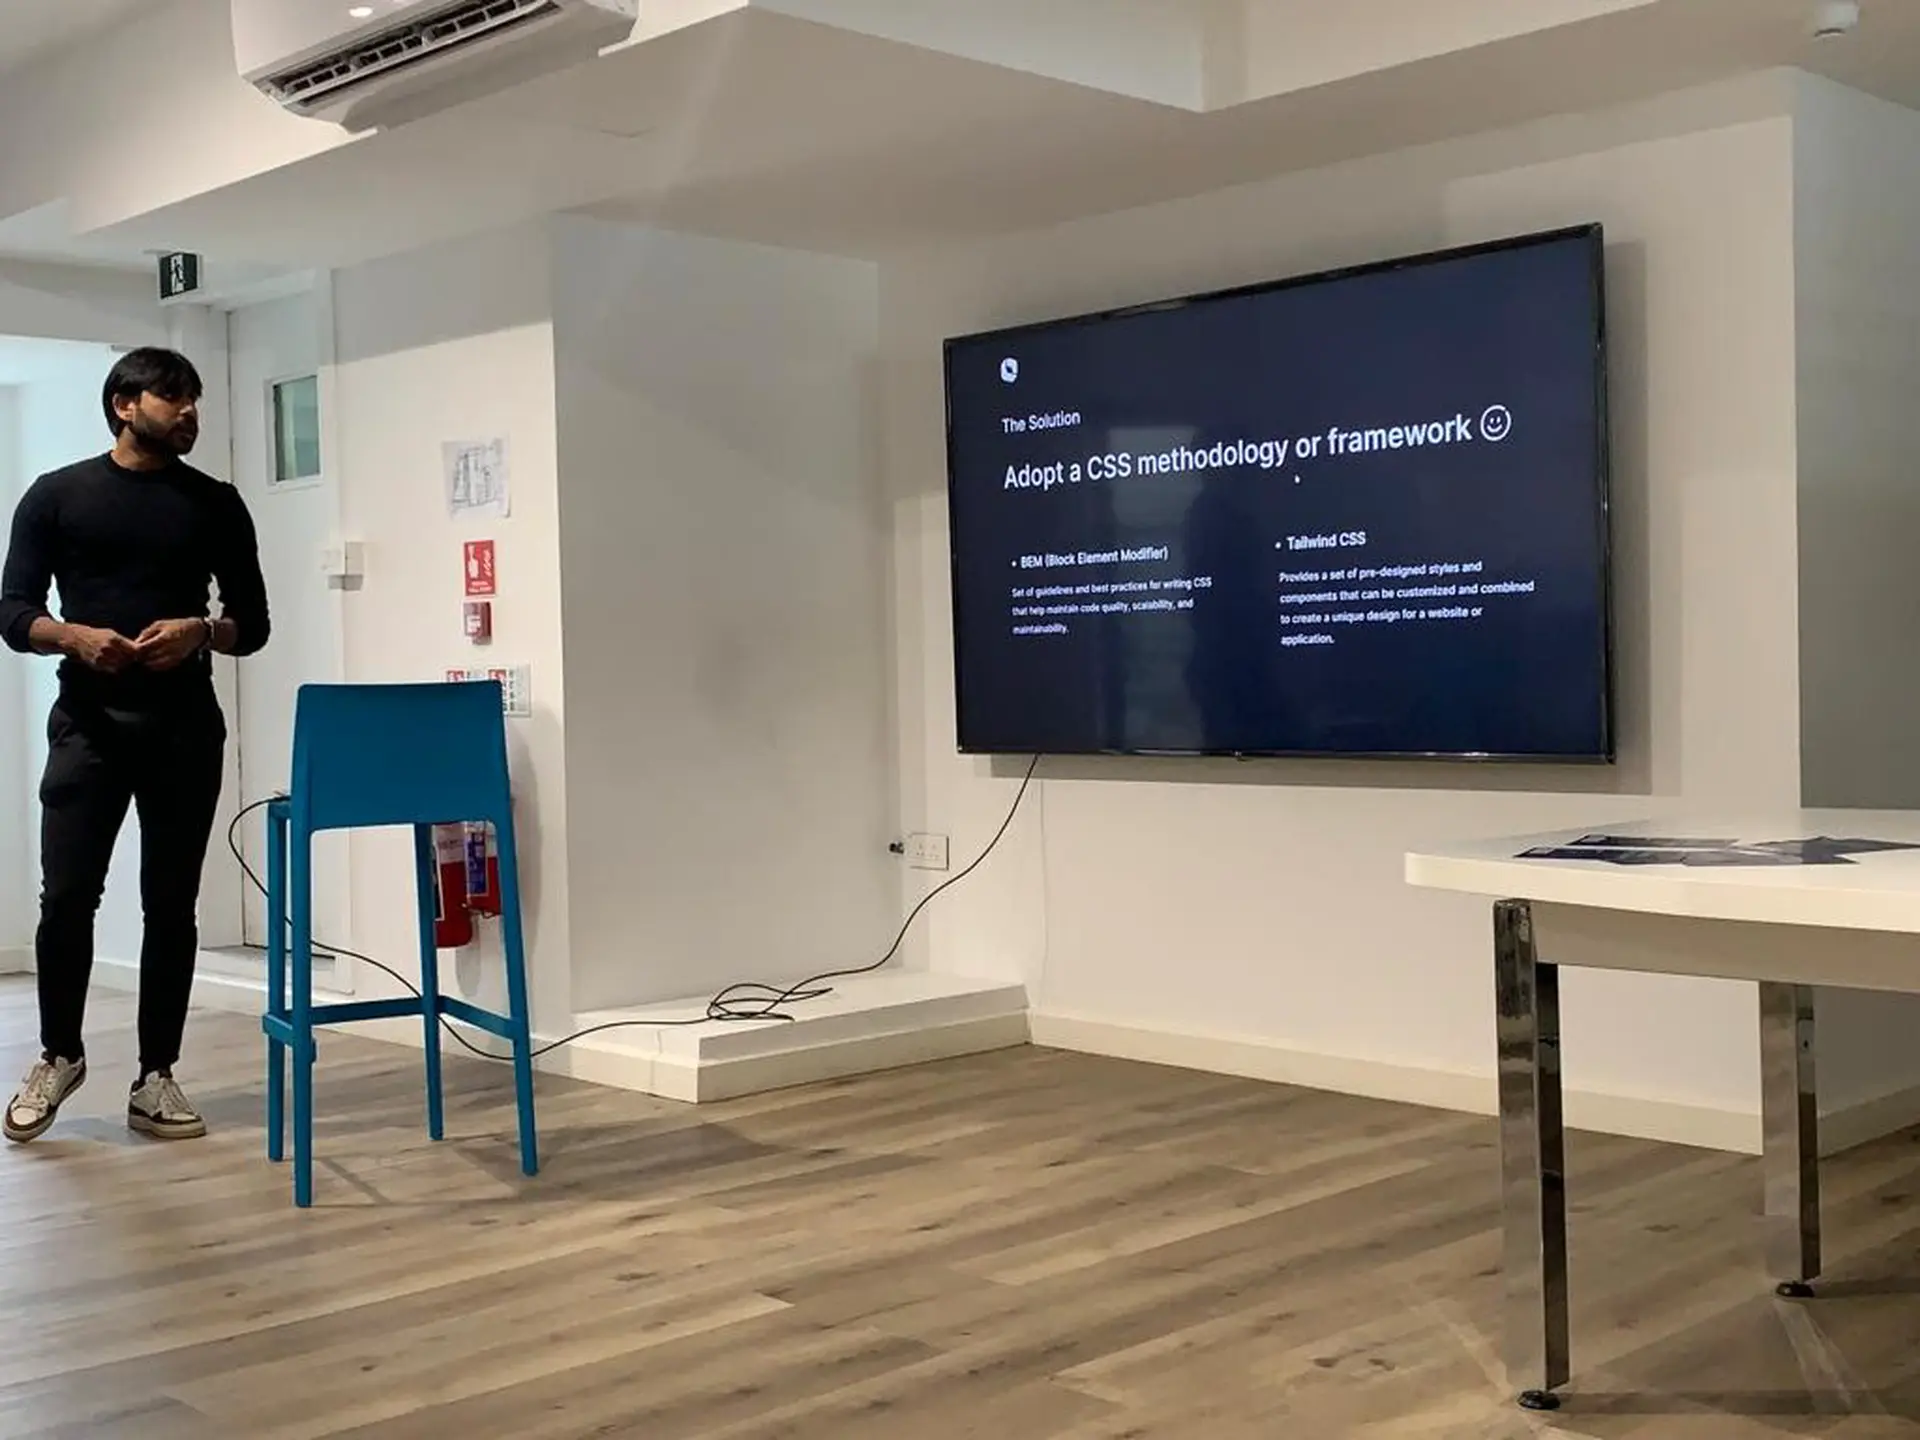 The Solution
Adopt a CSS methodology or framework
• BEM (Block Element Modifier)
Set of guidelines and best practices for writing CSS
that help maintain code quality, scalability, and
maintainability.
• Tailwind CSS
Provides a set of pre-designed styles and
components that can be customized and combined
to create a unique design for a website or
application.